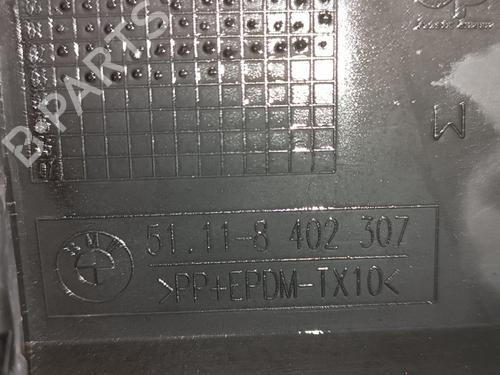 B-PARTS
M
BMW
51.11-8 402 307
>PP+EPDM-TX10<